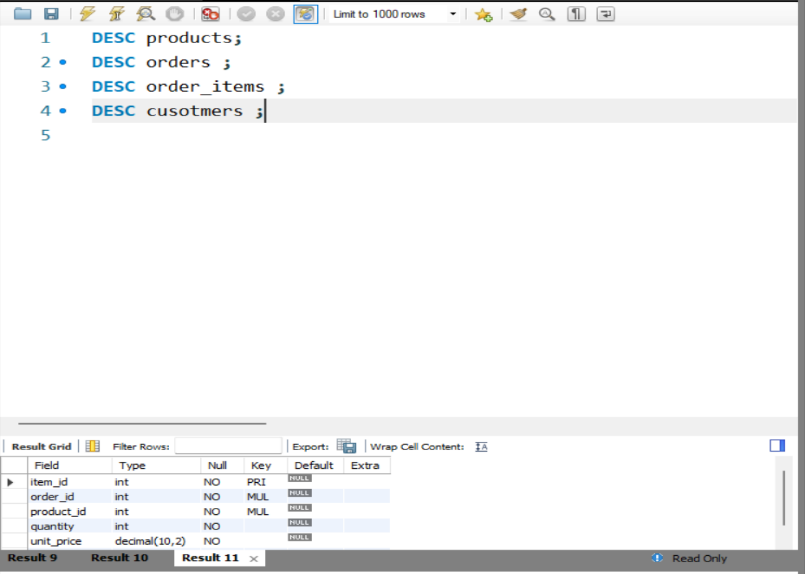 Limit to 1000 rows
1 DESC products;
2 DESC orders ;
3 DESC order_items ;
4 DESC cusotmers ;
5
Result Grid Filter Rows: Export: Wrap Cell Content: IA
Field Type Null Key Default Extra
item_id int NO PRI NULL
order_id int NO MUL NULL
product_id int NO MUL NULL
quantity int NO NULL
unit_price decimal(10,2) NO NULL
Result 9 Result 10 Result 11 × Read Only